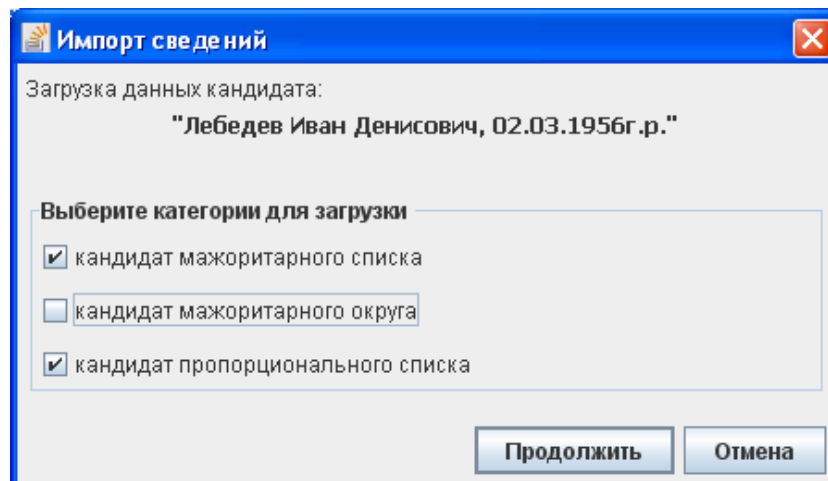 Импорт сведений
Загрузка данных кандидата:
"Лебедев Иван Денисович, 02.03.1956г.р."
Выберите категории для загрузки
кандидат мажоритарного списка
кандидат мажоритарного округа
кандидат пропорционального списка
Продолжить Отмена